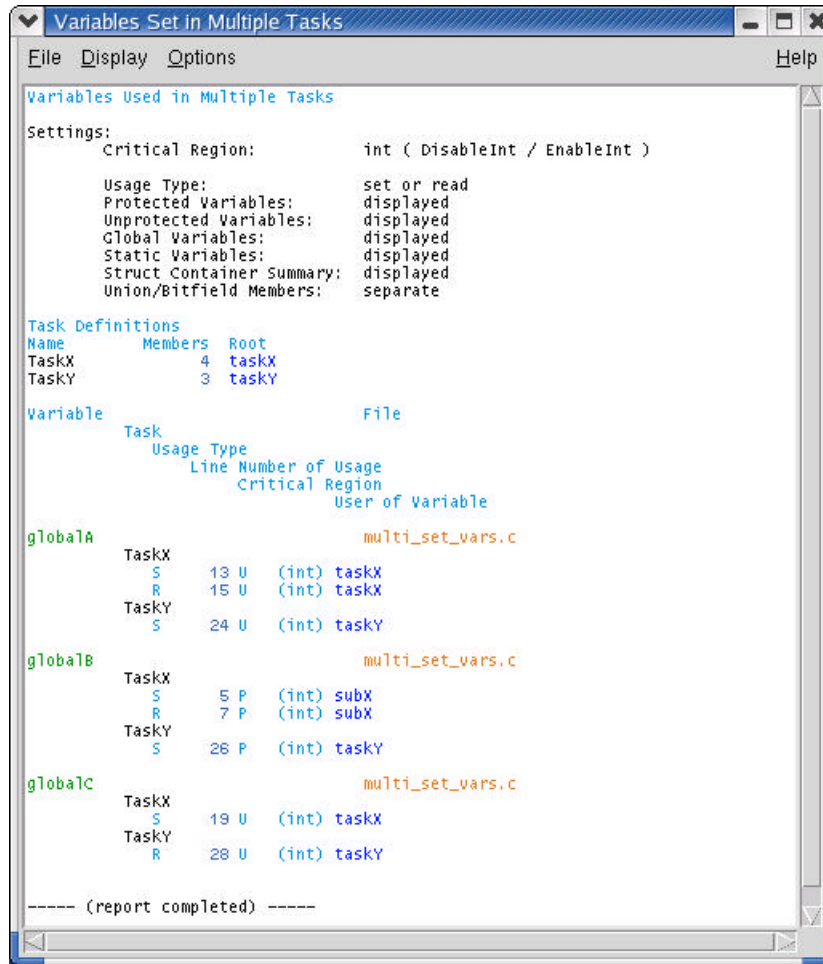 Variables Set in Multiple Tasks
File Display Options Help
Variables Used in Multiple Tasks
Settings:
Critical Region: int ( DisableInt / EnableInt )
Usage Type: set or read
Protected Variables: displayed
Unprotected Variables: displayed
Global Variables: displayed
Static Variables: displayed
Struct Container Summary: displayed
Union/Bitfield Members: separate
Task Definitions
Name Members Root
TaskX 4 taskX
TaskY 3 taskY
Variable File
Task
Usage Type
Line Number of Usage
Critical Region
User of Variable
globalA multi_set_vars.c
TaskX
S 13 U (int) taskX
R 15 U (int) taskX
TaskY
S 24 U (int) taskY
globalB multi_set_vars.c
TaskX
S 5 P (int) subX
R 7 P (int) subX
TaskY
S 26 P (int) taskY
globalC multi_set_vars.c
TaskX
S 19 U (int) taskX
TaskY
R 28 U (int) taskY
----- (report completed) -----